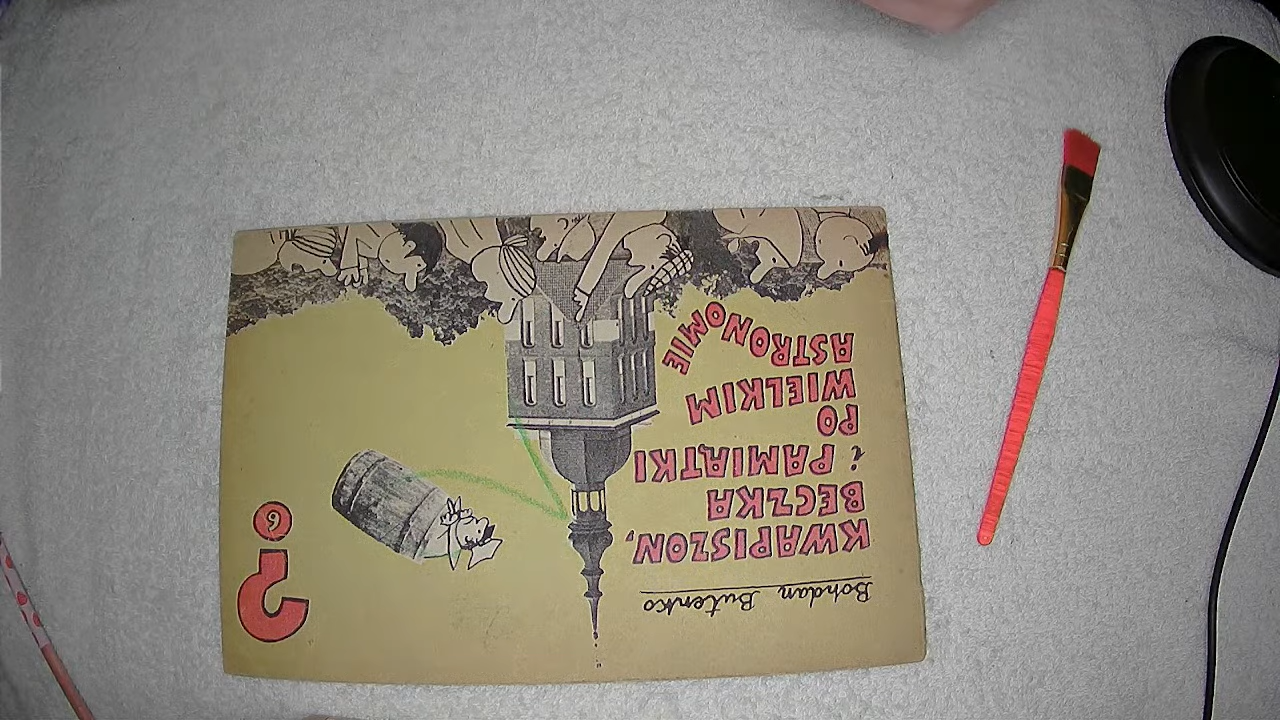 Bohdan Butenko
KWAPISZON,
BECZKA
i PAMIĄTKI
PO
WIELKIM
ASTRONOMIE
?
6